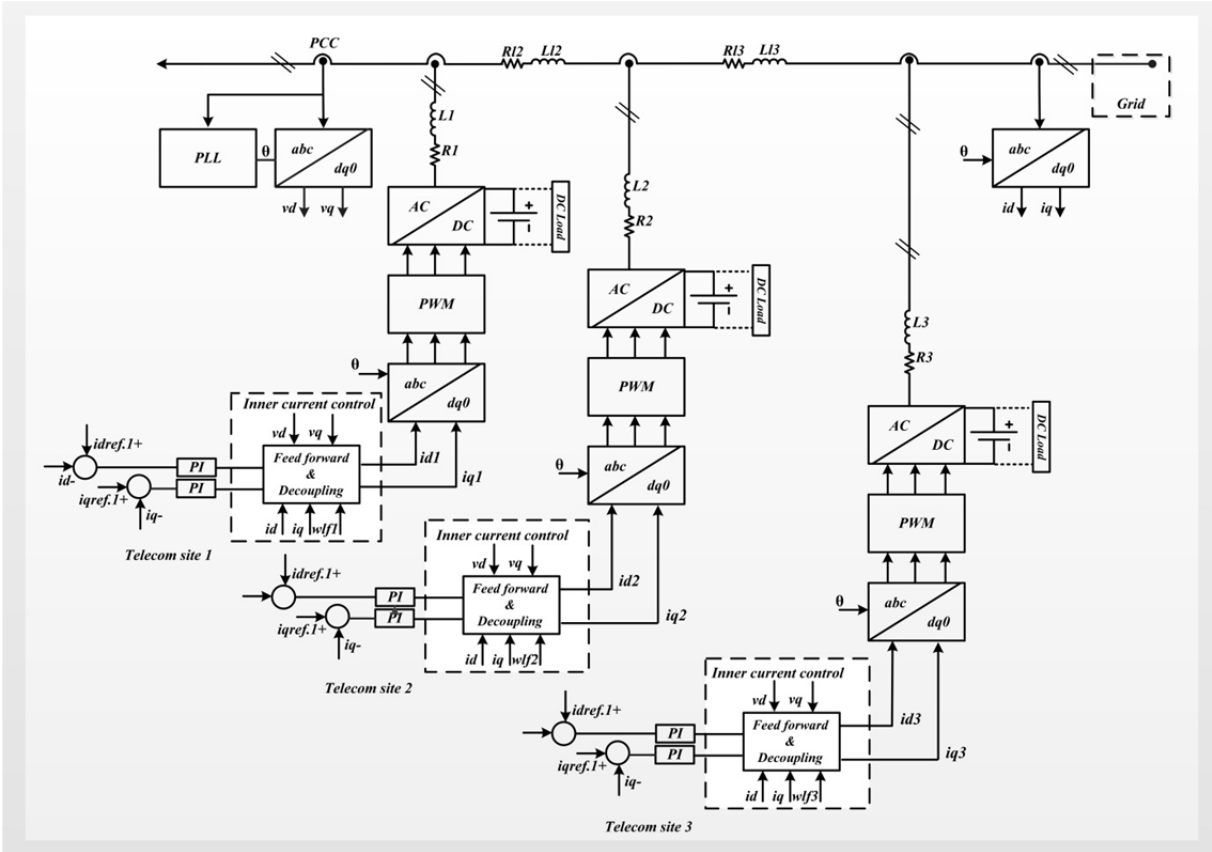 PCC
Rl2 Ll2
Rl3 Ll3
Grid
PLL
θ
abc
dq0
vd vq
L1
R1
AC
DC
+
-
DC Load
PWM
θ
abc
dq0
Inner current control
vd vq
Feed forward
&
Decoupling
id iq wlf1
idref.1+
id-
PI
iqref.1+
PI
iq-
id1
iq1
Telecom site 1
L2
R2
AC
DC
+
-
DC Load
PWM
θ
abc
dq0
Inner current control
vd vq
Feed forward
&
Decoupling
id iq wlf2
idref.1+
PI
iqref.1+
PI
iq-
id2
iq2
Telecom site 2
θ
abc
dq0
id iq
L3
R3
AC
DC
+
-
DC Load
PWM
θ
abc
dq0
Inner current control
vd vq
Feed forward
&
Decoupling
id iq wlf3
idref.1+
PI
iqref.1+
PI
iq-
id3
iq3
Telecom site 3